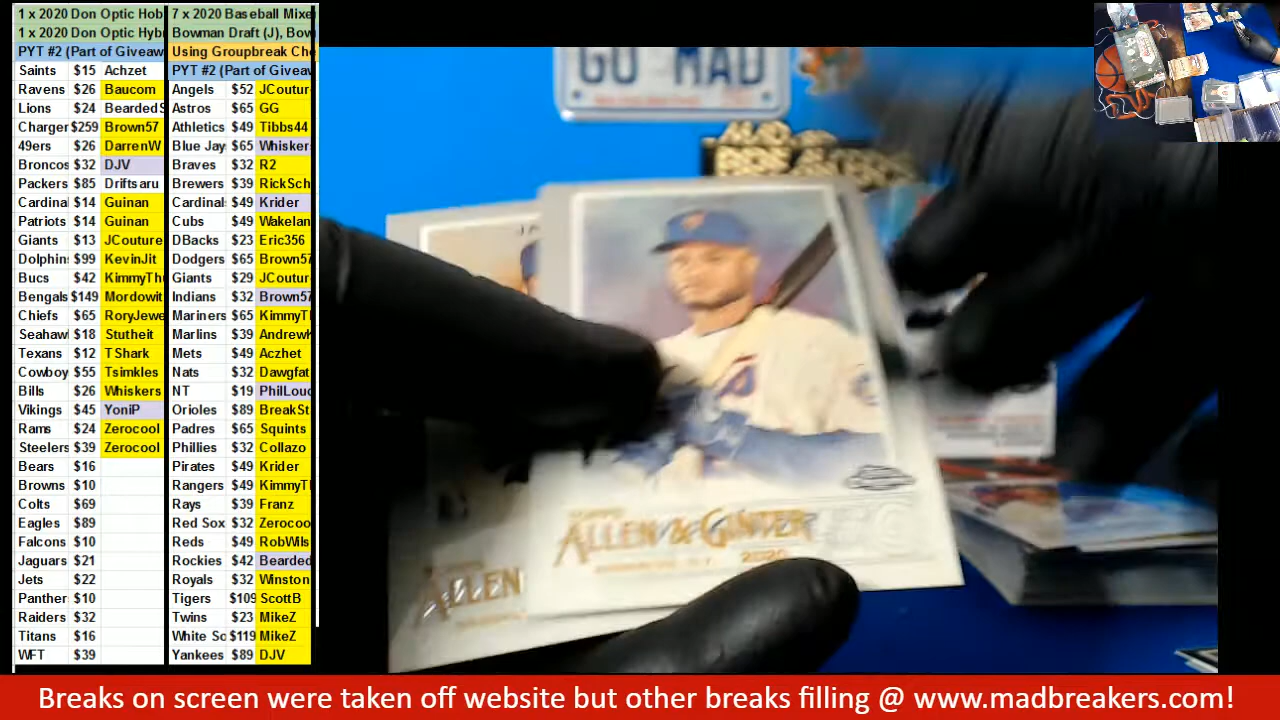 1 x 2020 Don Optic Hob
1 x 2020 Don Optic Hybr
PYT #2 (Part of Giveaw
Saints $15 Achzet
Ravens $26 Baucom
Lions $24 BeardedS
Charger $259 Brown57
49ers $26 DarrenW
Broncos $32 DJV
Packers $85 Driftsaru
Cardinal $14 Guinan
Patriots $14 Guinan
Giants $13 JCouture
Dolphin $99 KevinJit
Bucs $42 KimmyThu
Bengals $149 Mordowit
Chiefs $65 RoryJewe
Seahaw $18 Stutheit
Texans $12 TShark
Cowboy $55 Tsimkles
Bills $26 Whiskers
Vikings $45 YoniP
Rams $24 Zerocool
Steelers $39 Zerocool
Bears $16
Browns $10
Colts $69
Eagles $89
Falcons $10
Jaguars $21
Jets $22
Panther $10
Raiders $32
Titans $16
WFT $39
7 x 2020 Baseball Mixe
Bowman Draft (J), Bow
Using Groupbreak Che
PYT #2 (Part of Giveaw
Angels $52 JCoutur
Astros $65 GG
Athletics $49 Tibbs44
Blue Jay $65 Whisker
Braves $32 R2
Brewers $39 RickSch
Cardinal $49 Krider
Cubs $49 Wakelan
DBacks $23 Eric356
Dodgers $65 Brown57
Giants $29 JCoutur
Indians $32 Brown57
Mariners $65 KimmyTl
Marlins $39 AndrewK
Mets $49 Aczhet
Nats $32 Dawgfat
NT $19 PhilLouc
Orioles $89 BreakSt
Padres $65 Squints
Phillies $32 Collazo
Pirates $49 Krider
Rangers $49 KimmyTl
Rays $39 Franz
Red Sox $32 Zerocoo
Reds $49 RobWils
Rockies $42 Bearded
Royals $32 Winston
Tigers $109 ScottB
Twins $23 MikeZ
White So $119 MikeZ
Yankees $89 DJV
GO MAD
ALLEN & GINTER
2020
ALLEN
Breaks on screen were taken off website but other breaks filling @ www.madbreakers.com!